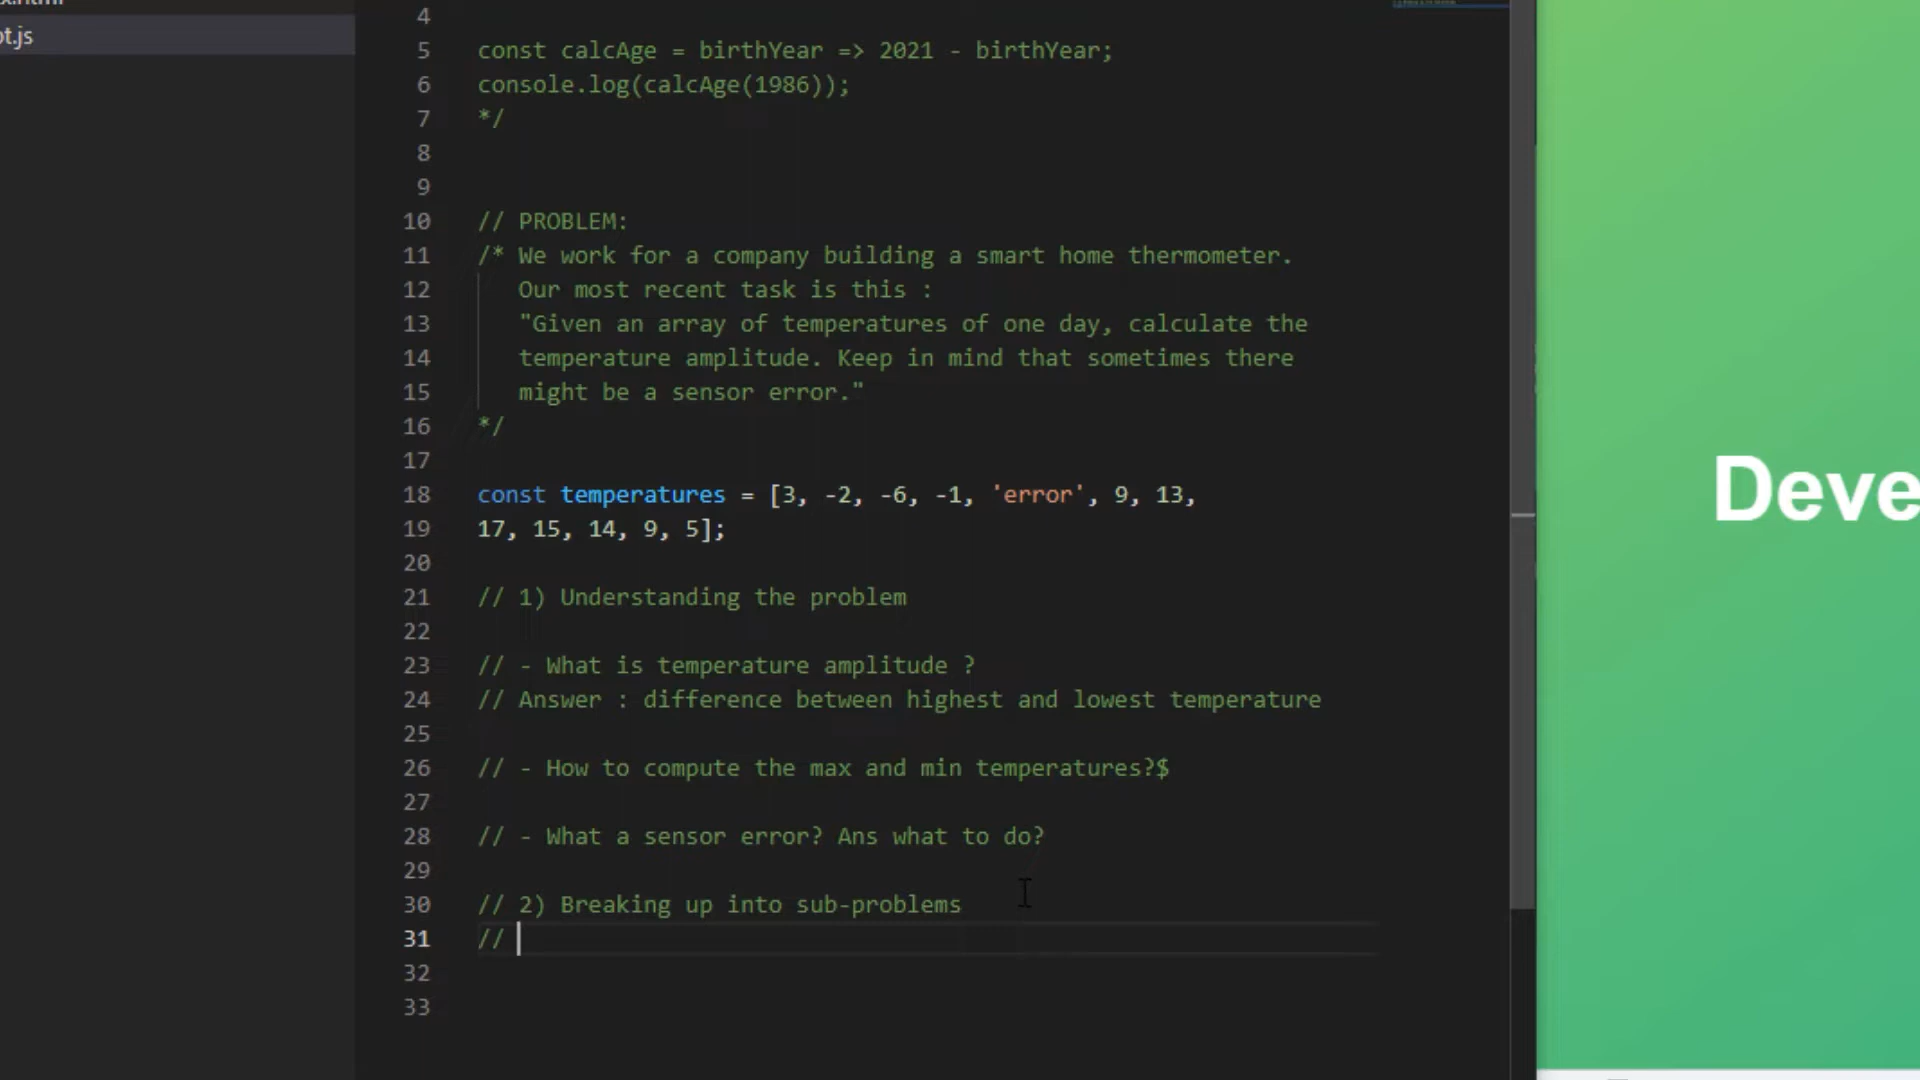 4
5 const calcAge = birthYear => 2021 - birthYear;
6 console.log(calcAge(1986));
7 */
8
9
10 // PROBLEM:
11 /* We work for a company building a smart home thermometer.
12 Our most recent task is this :
13 "Given an array of temperatures of one day, calculate the
14 temperature amplitude. Keep in mind that sometimes there
15 might be a sensor error."
16 */
17
18 const temperatures = [3, -2, -6, -1, 'error', 9, 13,
19 17, 15, 14, 9, 5];
20
21 // 1) Understanding the problem
22
23 // - What is temperature amplitude ?
24 // Answer : difference between highest and lowest temperature
25
26 // - How to compute the max and min temperatures?$
27
28 // - What a sensor error? Ans what to do?
29
30 // 2) Breaking up into sub-problems
31 //
32
33
Deve